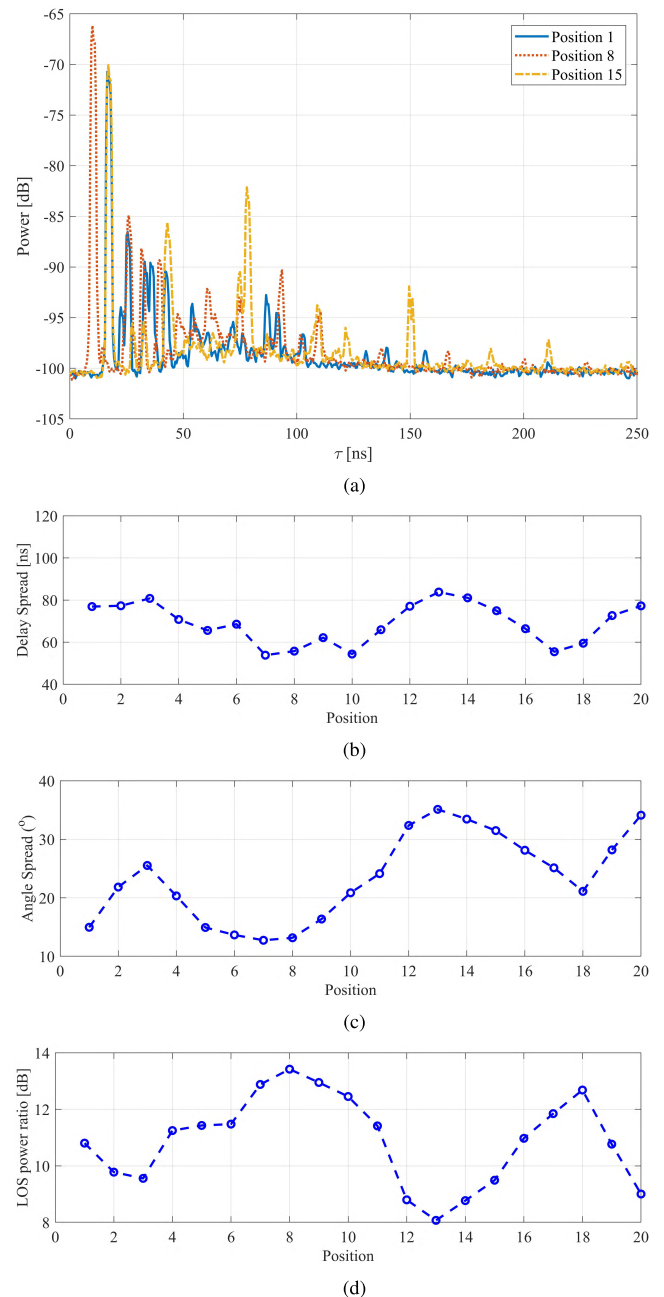 -65
-70
-75
-80
-85
-90
-95
-100
-105
Power [dB]
Position 1
Position 8
Position 15
0 50 100 150 200 250
τ [ns]
(a)
120
100
80
60
40
Delay Spread [ns]
0 2 4 6 8 10 12 14 16 18 20
Position
(b)
40
30
20
10
Angle Spread (°)
0 2 4 6 8 10 12 14 16 18 20
Position
(c)
14
12
10
8
LOS power ratio [dB]
0 2 4 6 8 10 12 14 16 18 20
Position
(d)